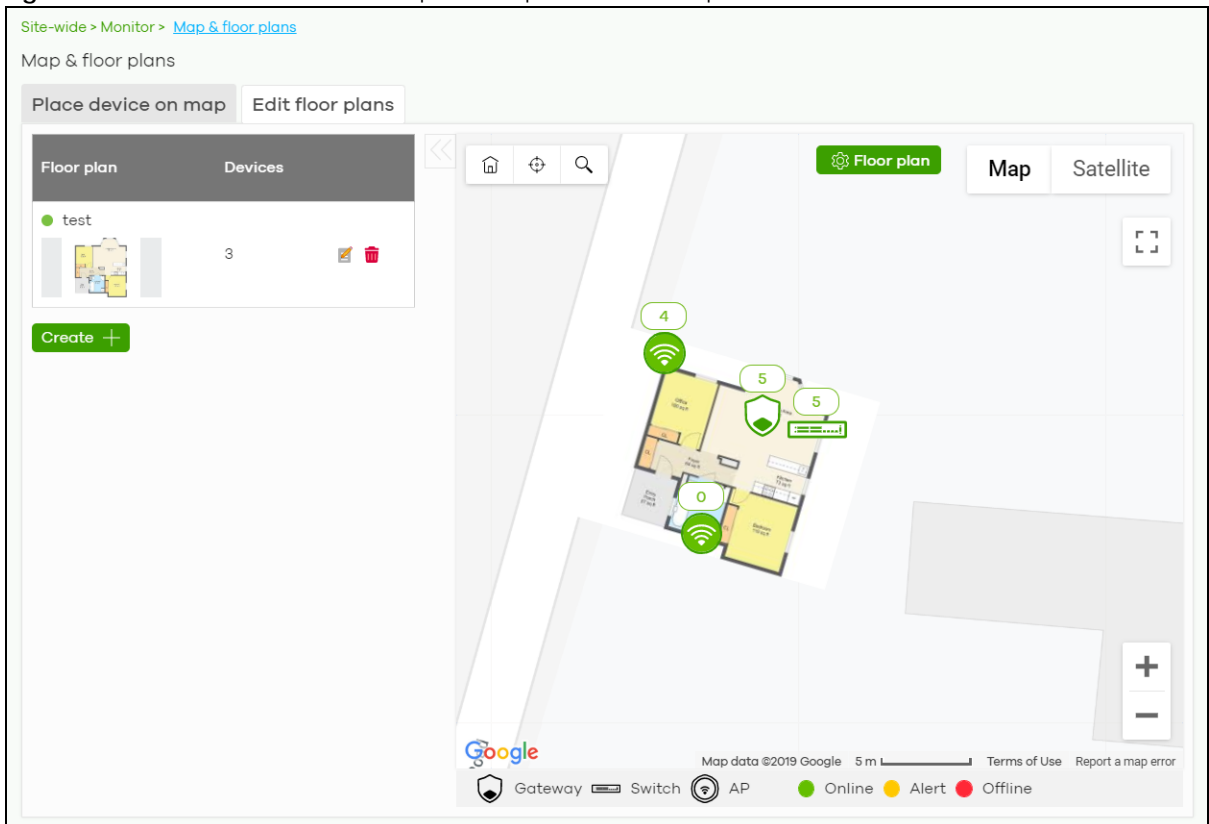 Site-wide > Monitor > Map & floor plans
Map & floor plans
Place device on map
Edit floor plans
Floor plan
Devices
test
3
Create
Floor plan
Map
Satellite
4
5
5
0
Google
Map data ©2019 Google
5 m
Terms of Use
Report a map error
Gateway
Switch
AP
Online
Alert
Offline